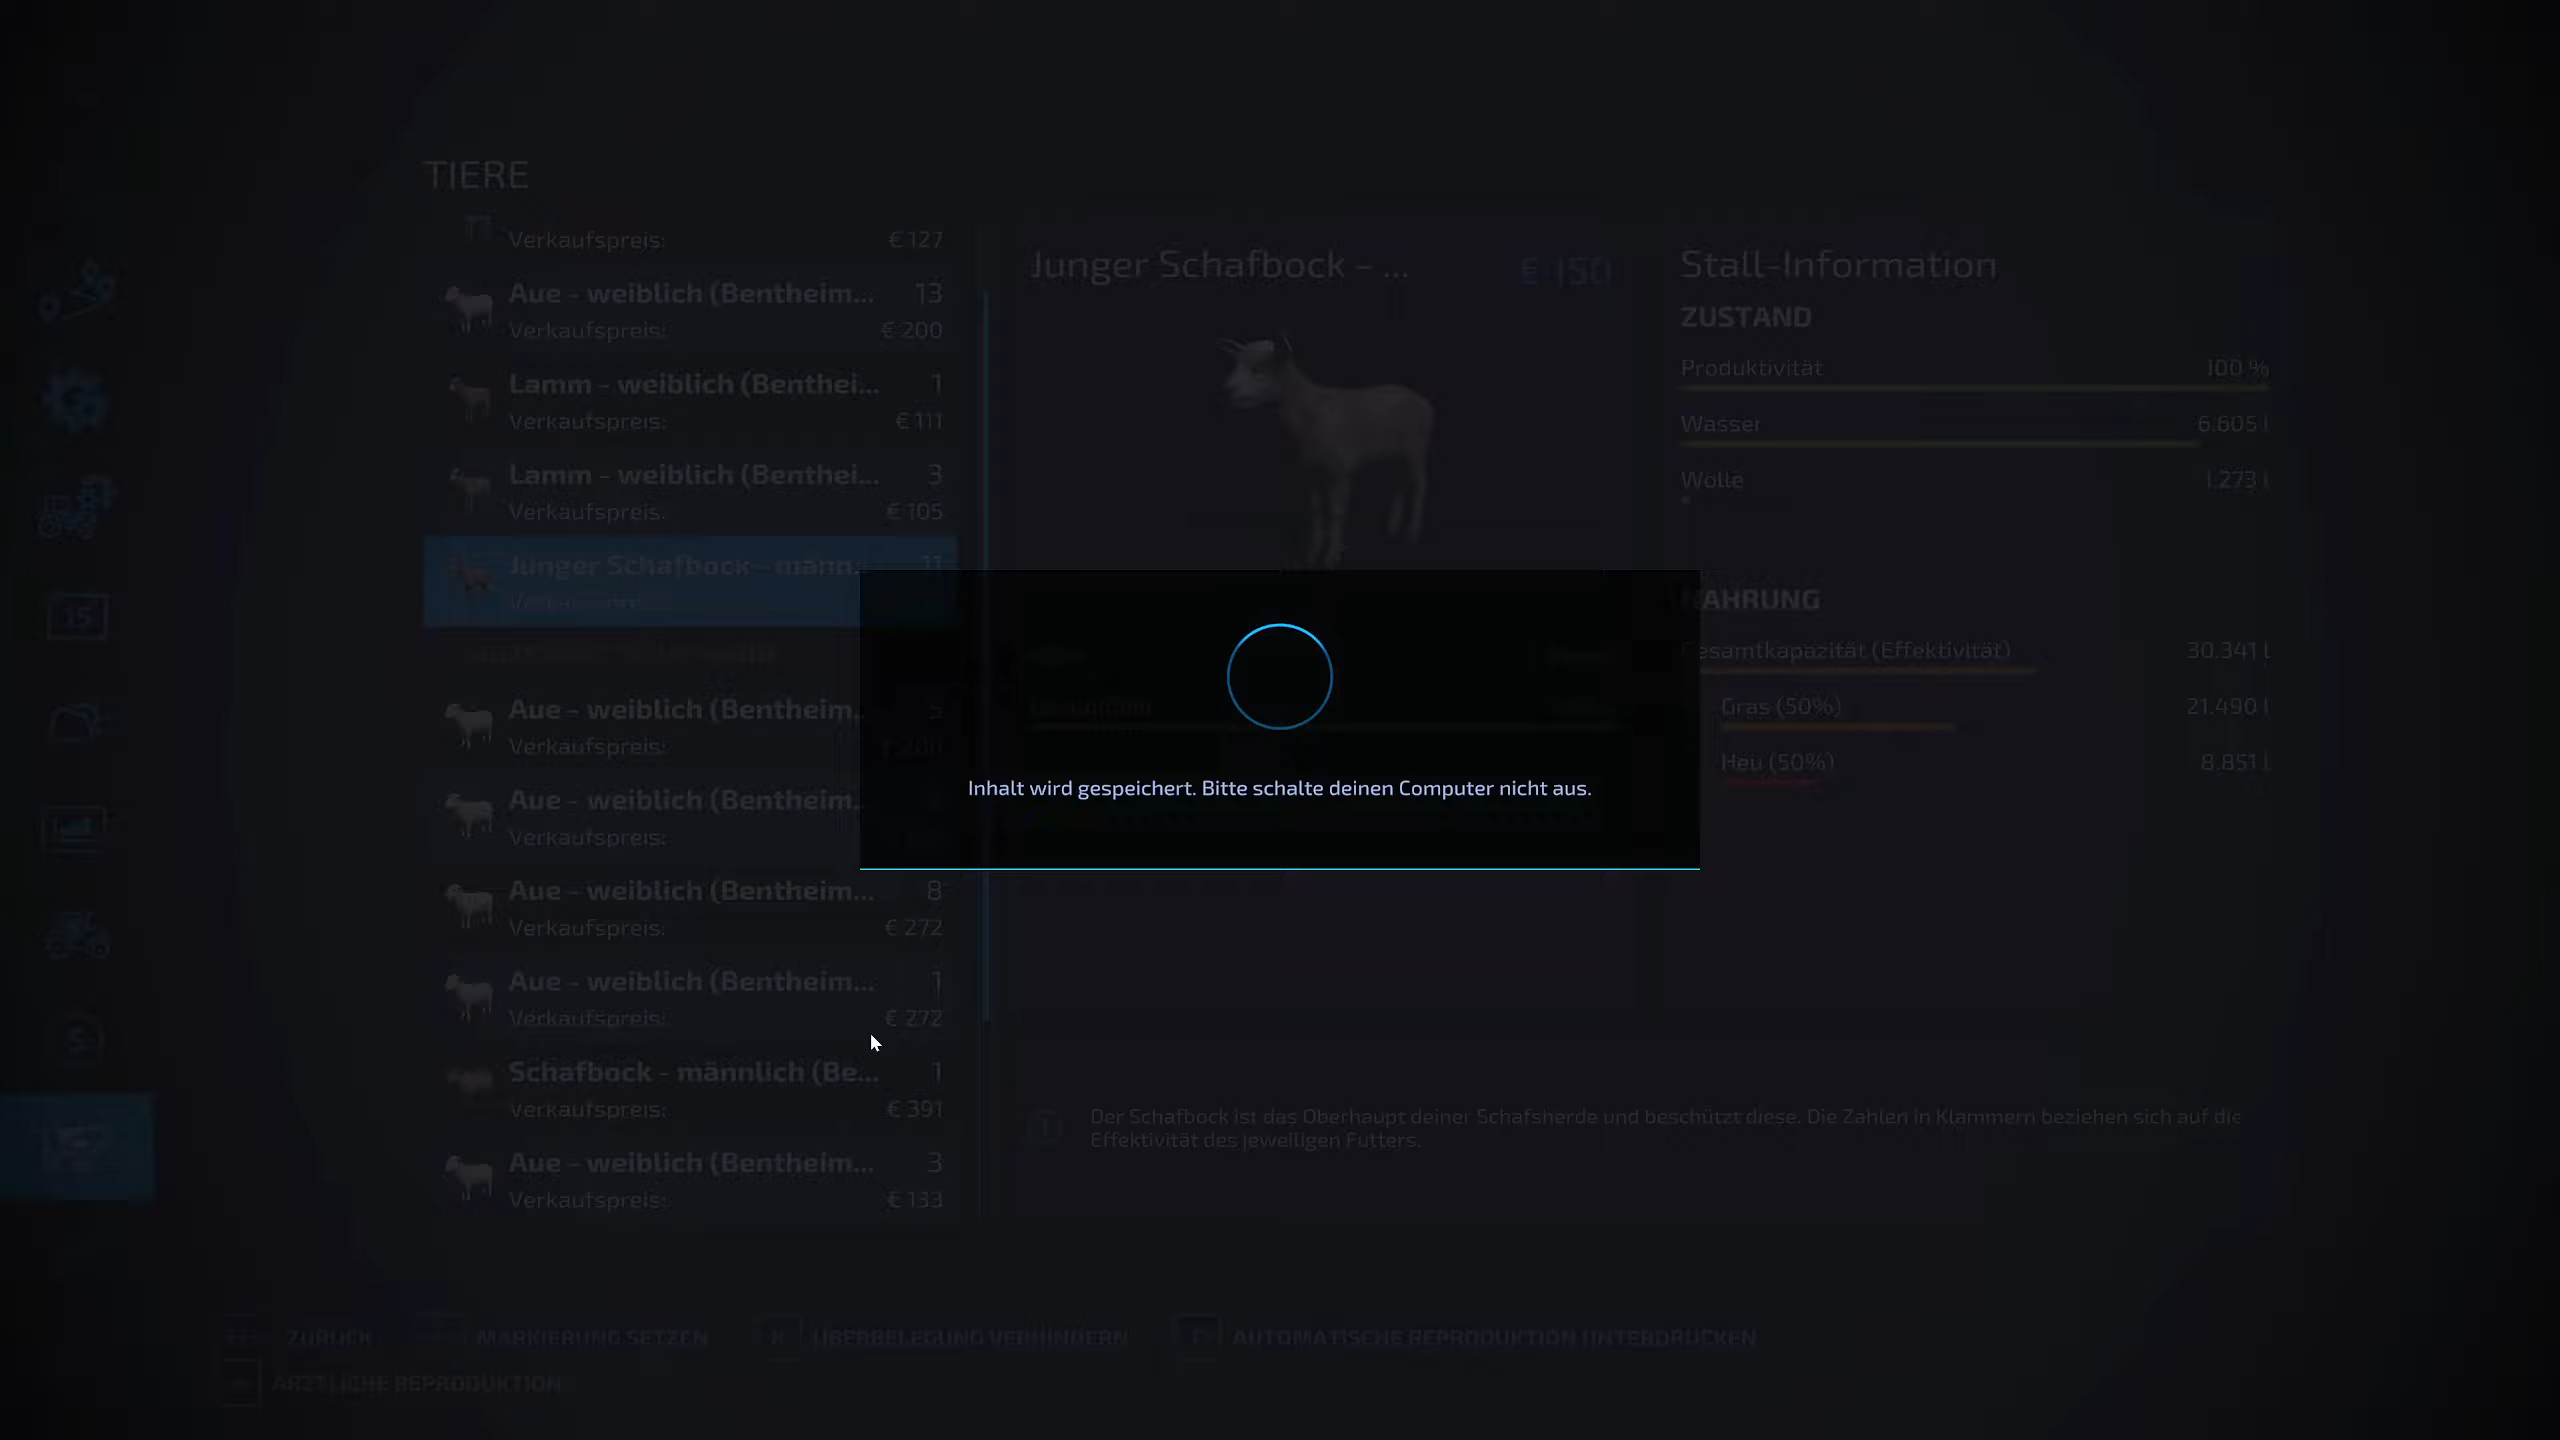 TIERE
Verkaufspreis: € 127
Aue - weiblich (Bentheim... 13
Verkaufspreis: € 200
Lamm - weiblich (Benthei... 1
Verkaufspreis: € 111
Lamm - weiblich (Benthei... 3
Verkaufspreis: € 105
Junger Schafbock - männ... 11
Aue - weiblich (Bentheim... 5
Verkaufspreis:
Aue - weiblich (Bentheim...
Verkaufspreis:
Aue - weiblich (Bentheim... 8
Verkaufspreis: € 272
Aue - weiblich (Bentheim... 1
Verkaufspreis: € 272
Schafbock - männlich (Be... 1
Verkaufspreis: € 391
Aue - weiblich (Bentheim... 3
Verkaufspreis: € 133
Junger Schafbock - ... € 150
Inhalt wird gespeichert. Bitte schalte deinen Computer nicht aus.
Stall-Information
ZUSTAND
Produktivität 100 %
Wasser 6.605 l
Wolle 1.273 l
AHRUNG
esamtkapazität (Effektivität) 30.341 l
Gras (50%) 21.490 l
Heu (50%) 8.851 l
Der Schafbock ist das Oberhaupt deiner Schafsherde und beschützt diese. Die Zahlen in Klammern beziehen sich auf die
Effektivität des jeweiligen Futters.
15
ZURÜCK MARKIERUNG SETZEN ÜBERBELEGUNG VERHINDERN AUTOMATISCHE REPRODUKTION UNTERDRÜCKEN
ÄRZTLICHE REPRODUKTION